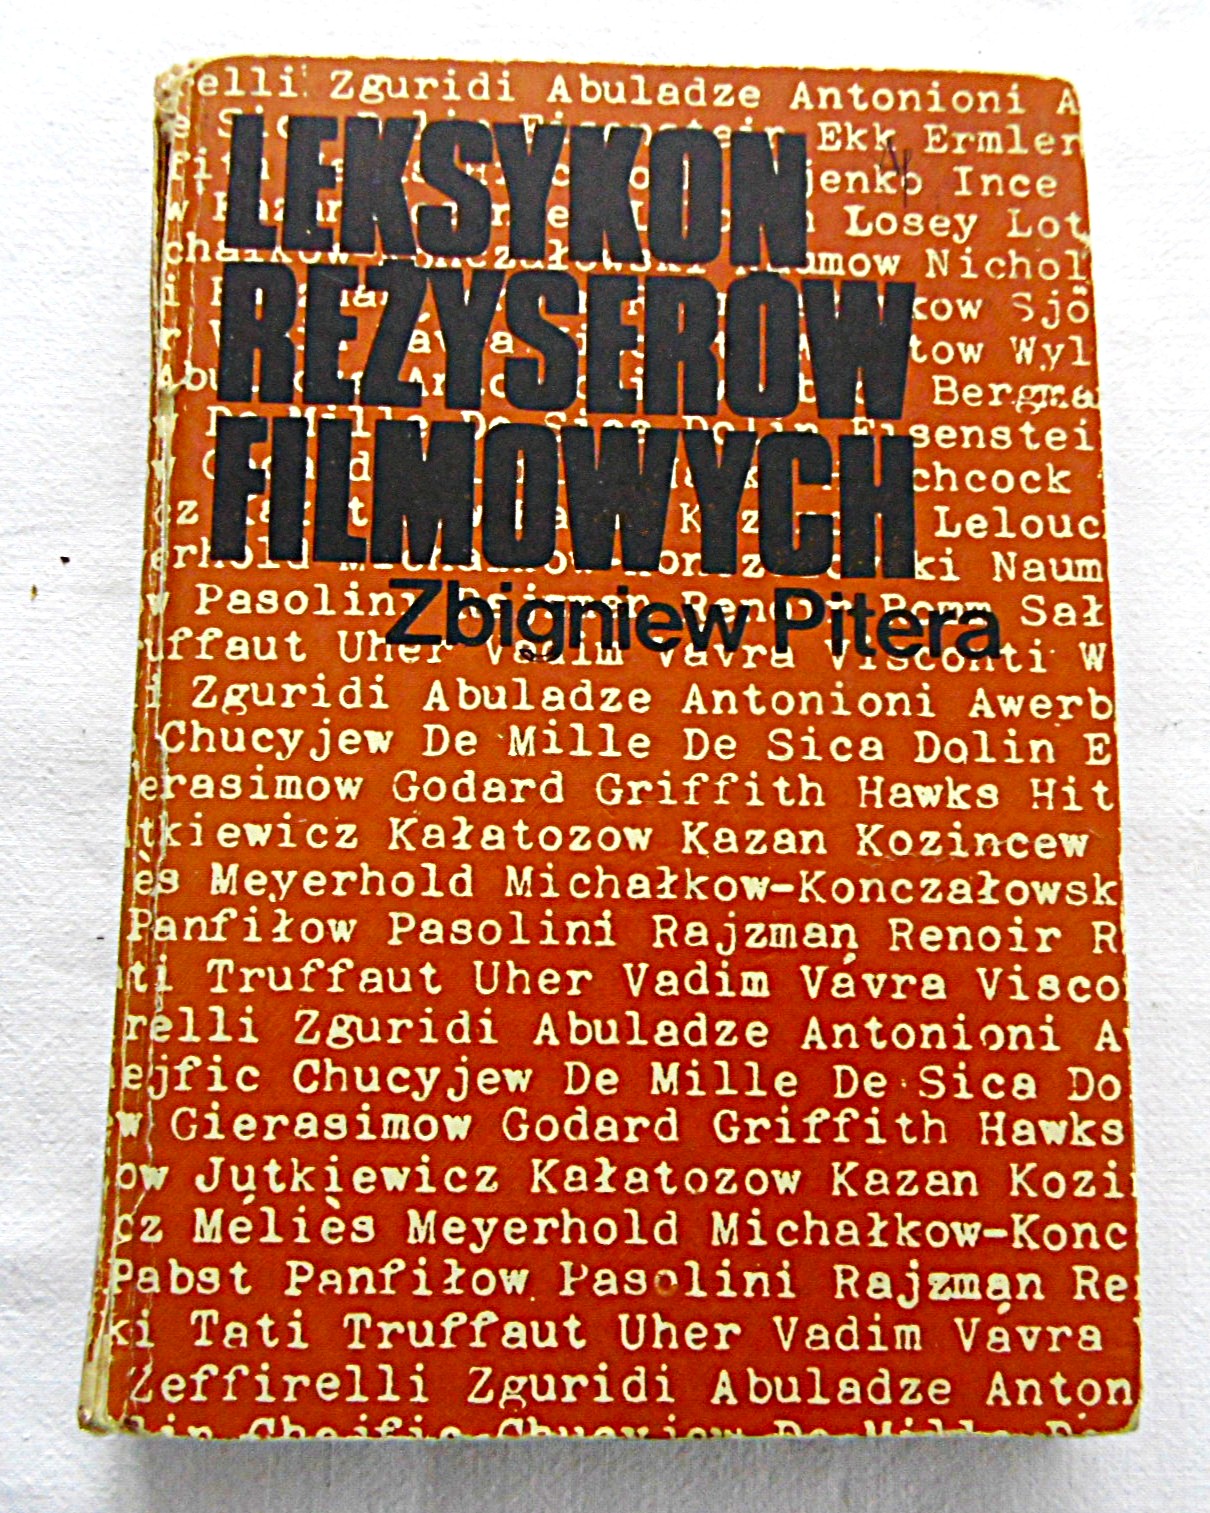 elli Zguridi Abuladze Antonioni A
Ekk Ermler
jenko Ince
Losey Lot
umow Nichol
kow Sjö
tow Wyl
Bergma
senstei
chcock
Lelouc
ki Naum
LEKSYKON
REŻYSERÓW
FILMOWYCH
Zbigniew Pitera
w Pasolini Sał
uffaut Uher Vadim Vavra Visconti W
i Zguridi Abuladze Antonioni Awerb
Chucyjew De Mille De Sica Dolin E
erasimow Godard Griffith Hawks Hit
tkiewicz Kałatozow Kazan Kozincew
ès Meyerhold Michałkow-Konczałowsk
Panfiłow Pasolini Rajzman Renoir R
ti Truffaut Uher Vadim Vávra Visco
relli Zguridi Abuladze Antonioni A
ejfic Chucyjew De Mille De Sica Do
w Gierasimow Godard Griffith Hawks
ow Jutkiewicz Kałatozow Kazan Kozi
cz Méliès Meyerhold Michałkow-Konc
Pabst Panfiłow Pasolini Rajzman Re
ki Tati Truffaut Uher Vadim Vávra
Zeffirelli Zguridi Abuladze Anton